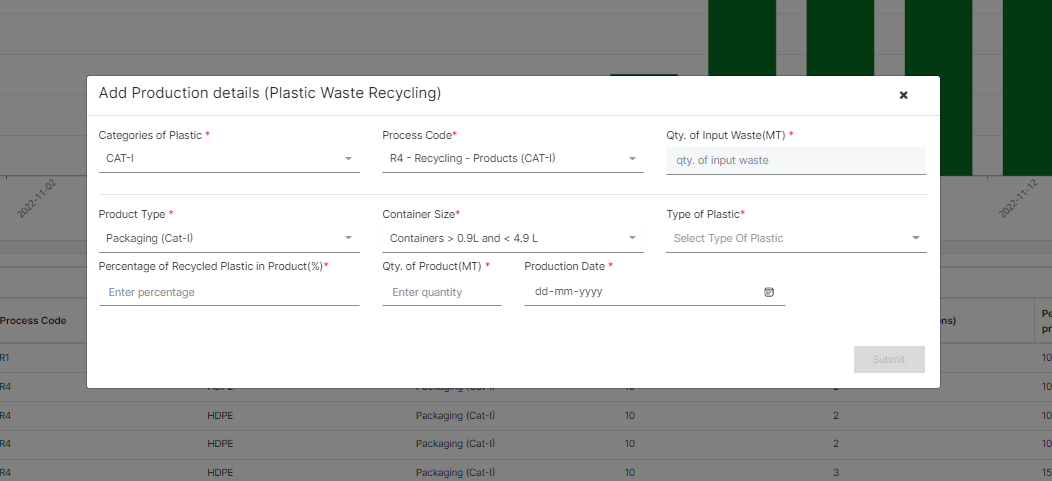 Add Production details (Plastic Waste Recycling)
Categories of Plastic * Process Code* Qty. of Input Waste(MT) *
CAT-I R4 - Recycling - Products (CAT-I) qty. of input waste
2022-11-02 2022-11-12
Product Type * Container Size* Type of Plastic*
Packaging (Cat-I) Containers > 0.9L and < 4.9 L Select Type Of Plastic
Percentage of Recycled Plastic in Product(%)* Qty. of Product(MT) * Production Date *
Enter percentage Enter quantity dd-mm-yyyy
Process Code
R1 10
Submit
R4 HDPE Packaging (Cat-I) 10 2 10
R4 HDPE Packaging (Cat-I) 10 2 10
R4 HDPE Packaging (Cat-I) 10 2 10
R4 HDPE Packaging (Cat-I) 10 3 15